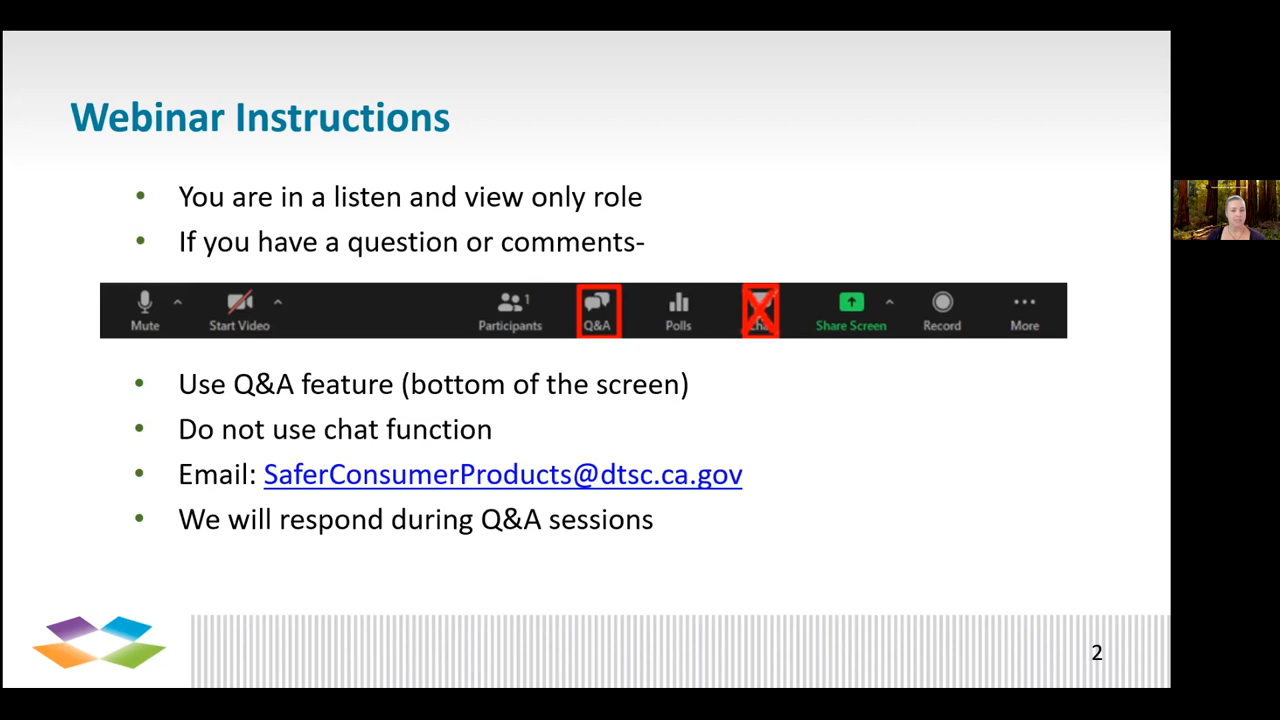 Webinar Instructions
• You are in a listen and view only role
• If you have a question or comments-
Mute Start Video Participants 1 Q&A Polls Share Screen Record More
• Use Q&A feature (bottom of the screen)
• Do not use chat function
• Email: SaferConsumerProducts@dtsc.ca.gov
• We will respond during Q&A sessions
2